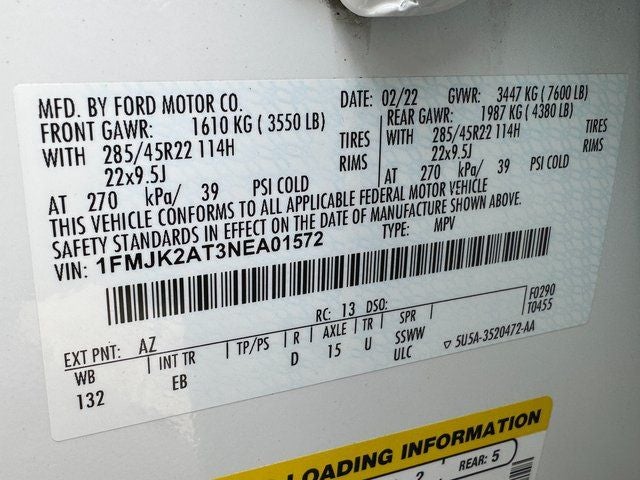 MFD. BY FORD MOTOR CO. DATE: 02/22 GVWR: 3447 KG ( 7600 LB)
FRONT GAWR: 1610 KG ( 3550 LB) REAR GAWR: 1987 KG ( 4380 LB)
WITH 285/45R22 114H TIRES WITH 285/45R22 114H TIRES
22x9.5J RIMS 22x9.5J RIMS
AT 270 kPa/ 39 PSI COLD AT 270 kPa/ 39 PSI COLD
THIS VEHICLE CONFORMS TO ALL APPLICABLE FEDERAL MOTOR VEHICLE
SAFETY STANDARDS IN EFFECT ON THE DATE OF MANUFACTURE SHOWN ABOVE.
VIN: 1FMJK2AT3NEA01572 TYPE: MPV
F0290
RC: 13 DSO: T0455
EXT PNT: AZ
WB INT TR TP/PS R AXLE TR SPR
132 EB D 15 U SSWW
ULC
▽ 5U5A-3520472-AA
LOADING INFORMATION
2 REAR: 5